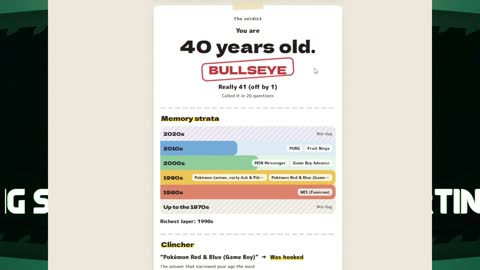 The verdict
You are
40 years old.
BULLSEYE
Really 41 (off by 1)
Called it in 26 questions
Memory strata
2020s Not dug
2010s PUBG Fruit Ninja
2000s MSN Messenger Game Boy Advance
1990s Pokémon (anime, early Ash & Pik… Pokémon Red & Blue (Game…
1980s NES (Famicom)
Up to the 1970s Not dug
Richest layer: 1990s
Clincher
"Pokémon Red & Blue (Game Boy)" → Was hooked
The answer that narrowed your age the most